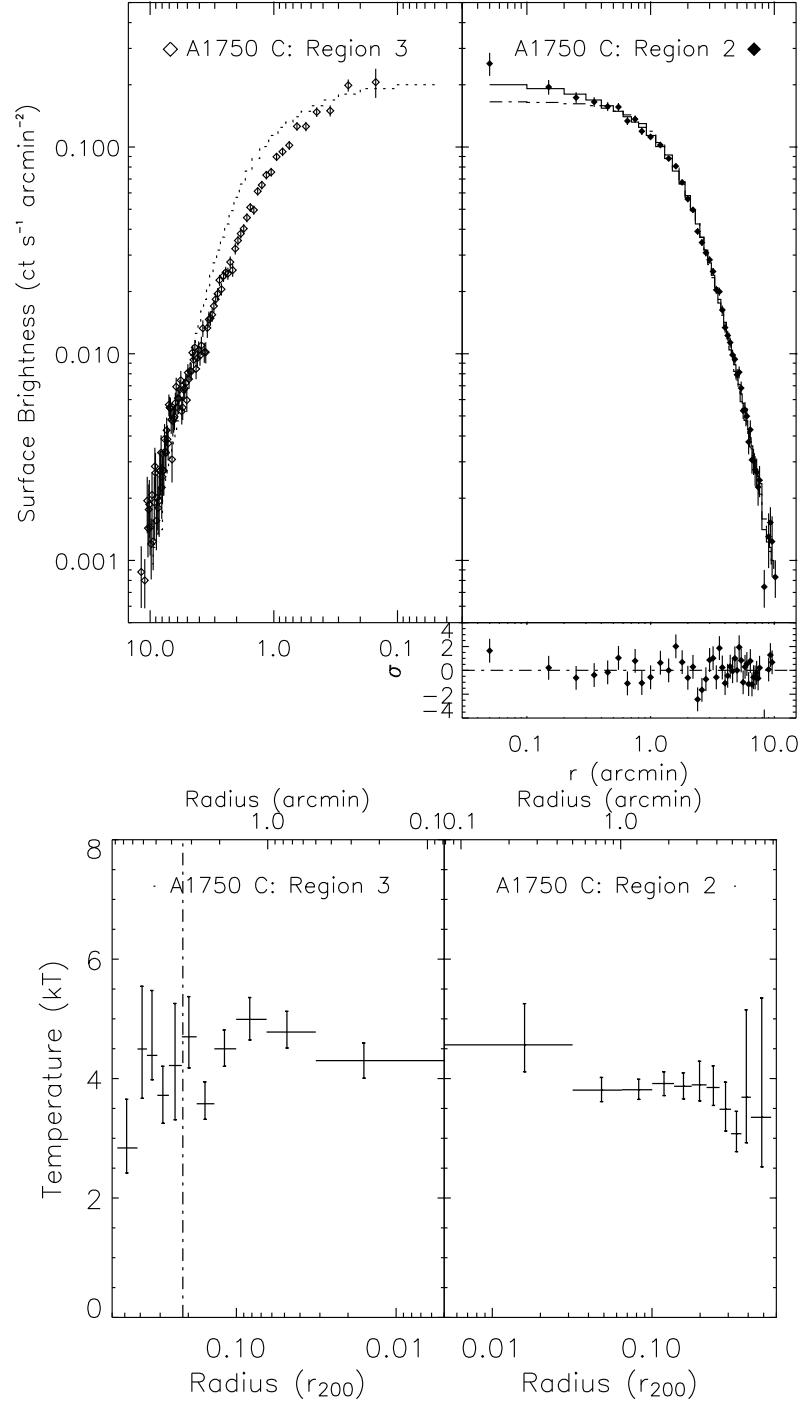 ◇ A1750 C: Region 3
A1750 C: Region 2 ◆
Surface Brightness (ct s⁻¹ arcmin⁻²)
0.100
0.010
0.001
10.0 1.0 0.1
σ
4
2
0
−2
−4
0.1 1.0 10.0
r (arcmin)
Radius (arcmin)
1.0 0.10
Radius (arcmin)
0.1 1.0
A1750 C: Region 3
A1750 C: Region 2
Temperature (kT)
8
6
4
2
0
0.10 0.01
Radius (r₂₀₀)
0.01 0.10
Radius (r₂₀₀)